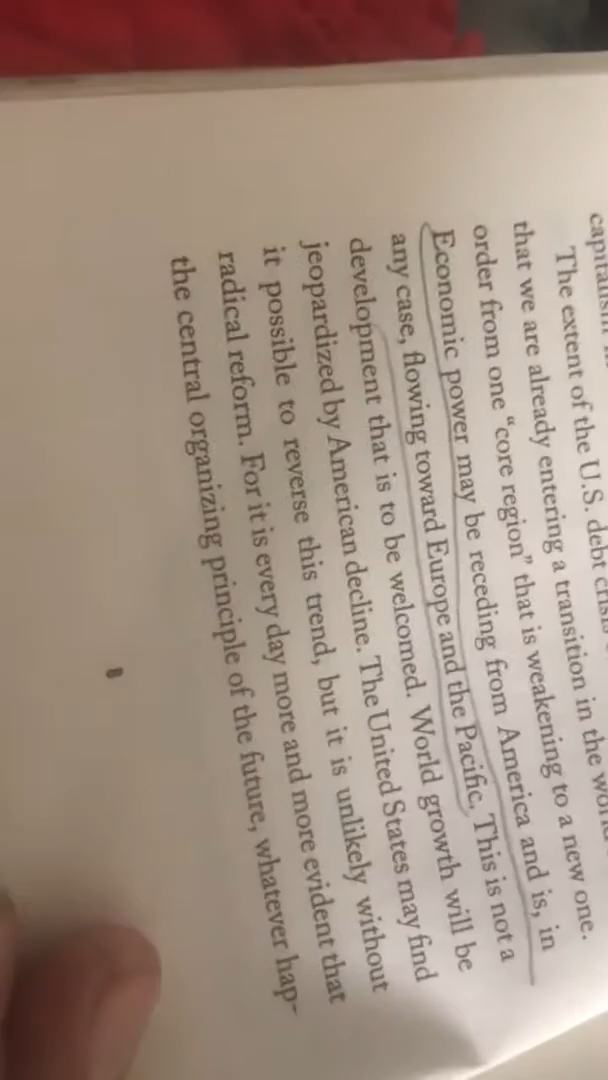 The extent of the U.S. debt
that we are already entering a transition in the
order from one “core region” that is weakening to a new one.
Economic power may be receding from America and is, in
any case, flowing toward Europe and the Pacific. This is not a
development that is to be welcomed. World growth will be
jeopardized by American decline. The United States may find
it possible to reverse this trend, but it is unlikely without
radical reform. For it is every day more and more evident that
the central organizing principle of the future, whatever hap-